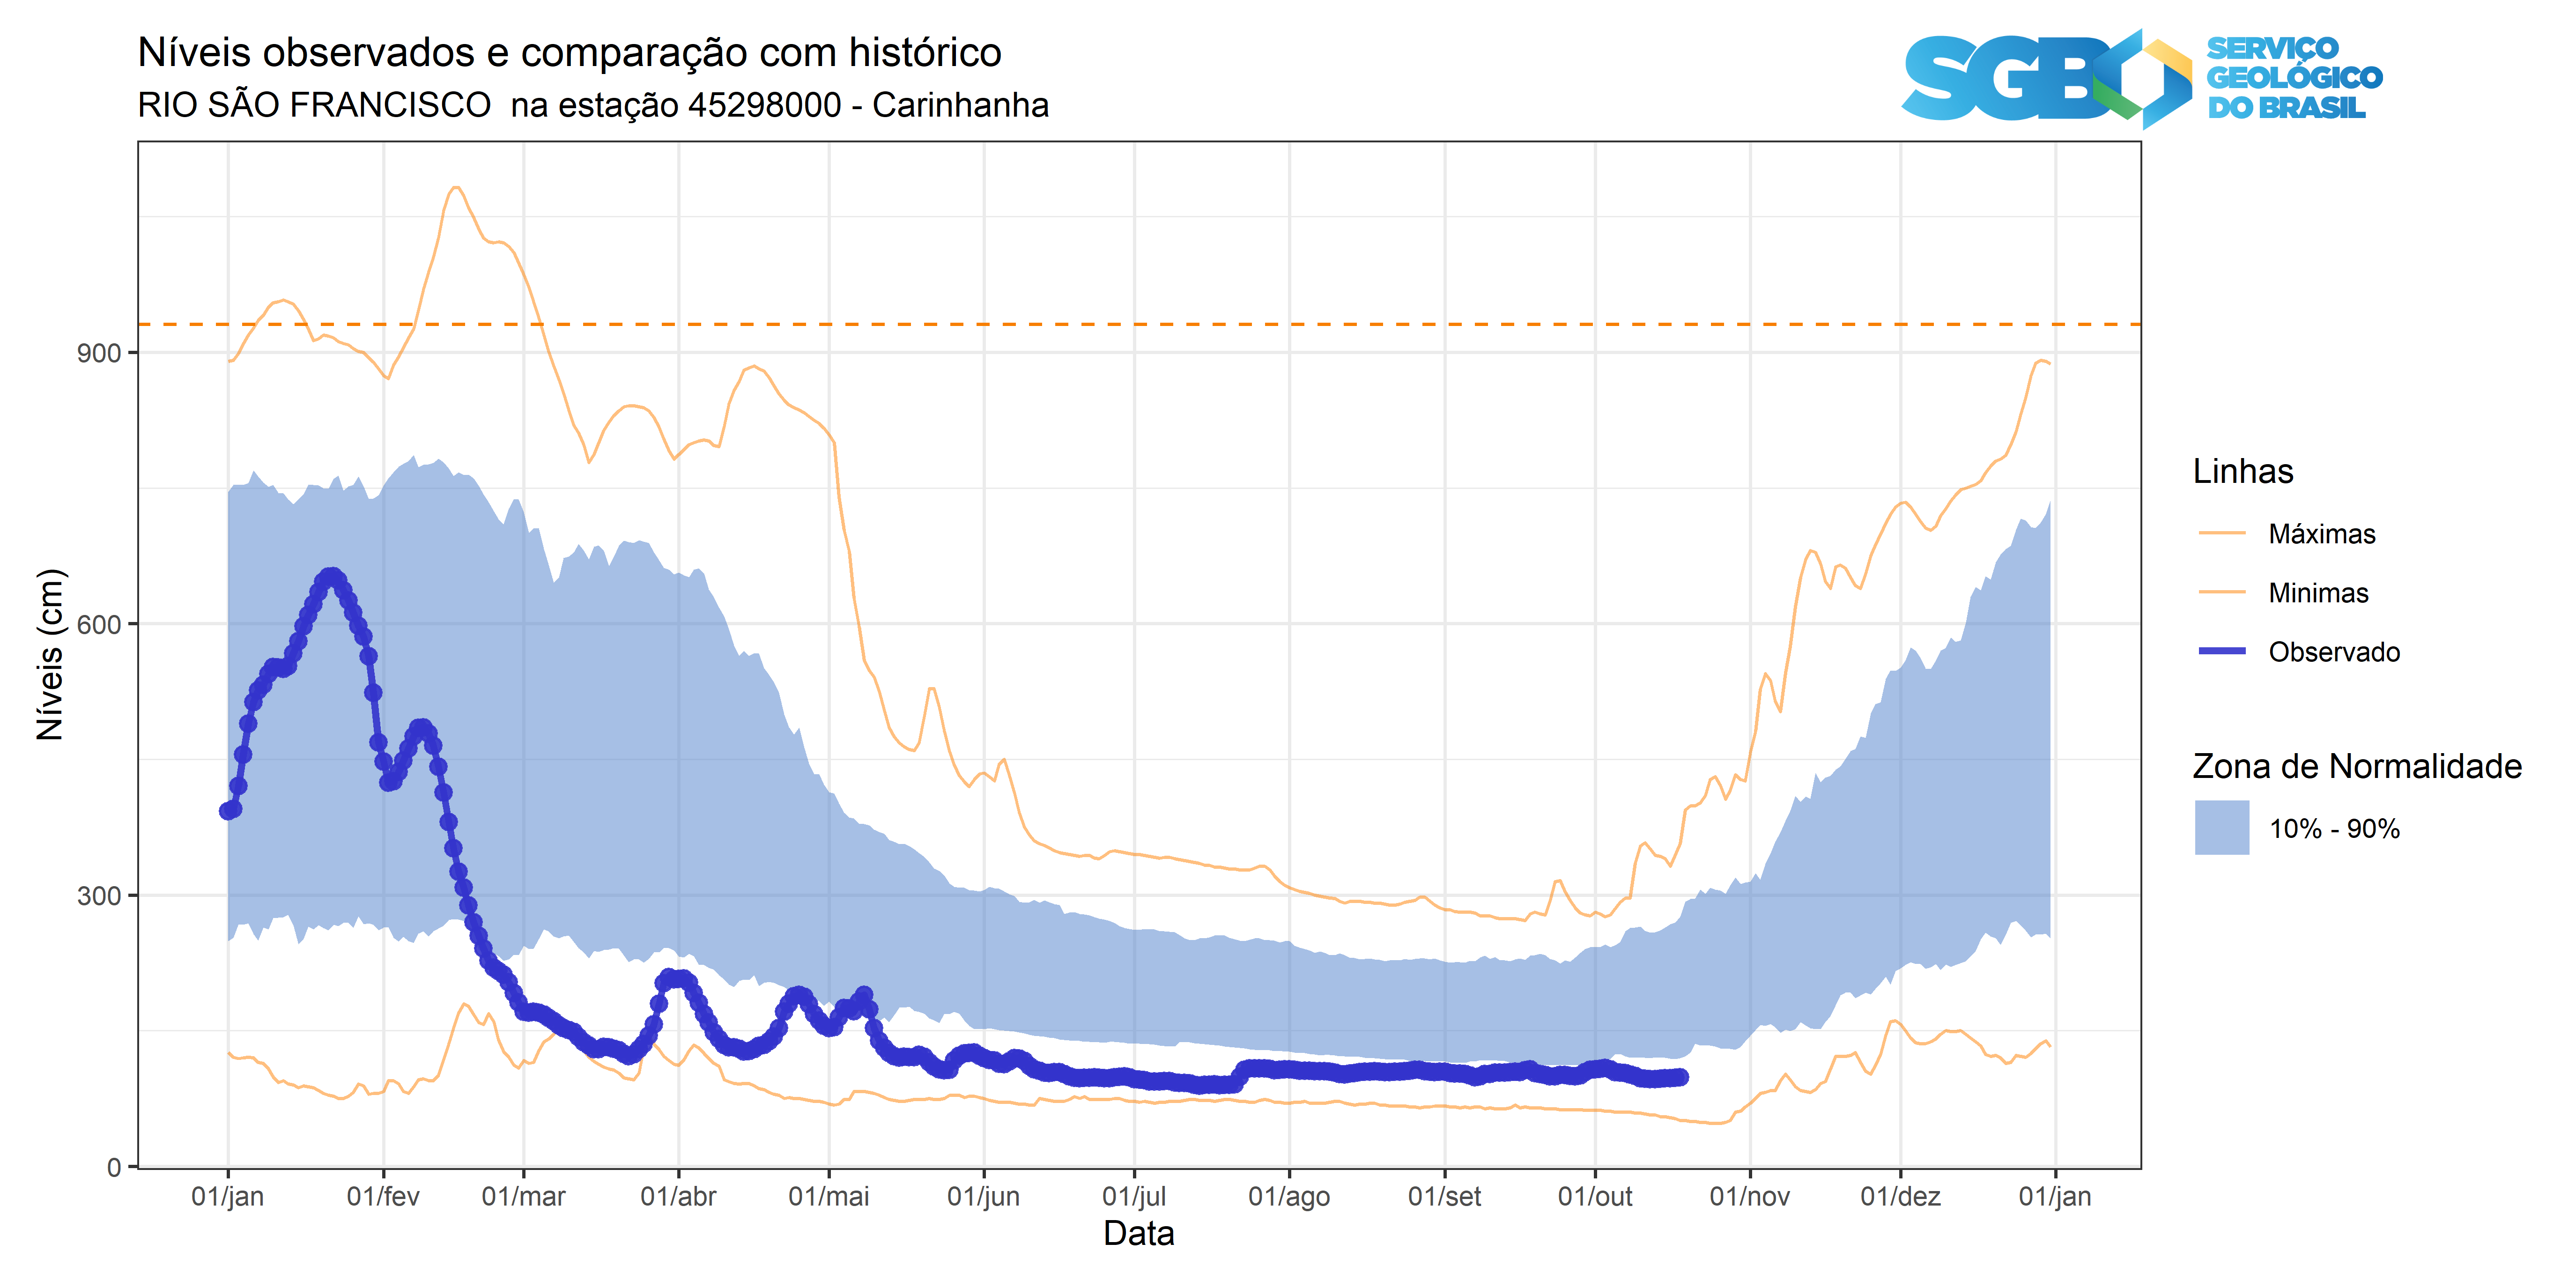 Níveis observados e comparação com histórico
RIO SÃO FRANCISCO  na estação 45298000 - Carinhanha
SGB
SERVIÇO
GEOLÓGICO
DO BRASIL
Níveis (cm)
900
600
300
0
01/jan
01/fev
01/mar
01/abr
01/mai
01/jun
01/jul
01/ago
01/set
01/out
01/nov
01/dez
01/jan
Data
Linhas
Máximas
Minimas
Observado
Zona de Normalidade
10% - 90%